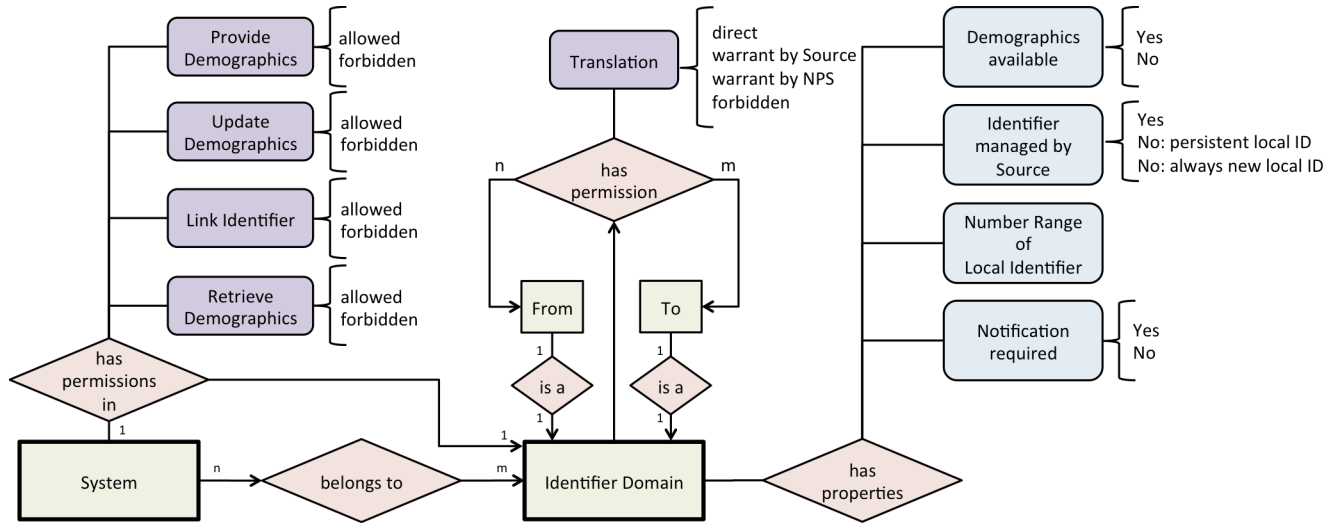 Provide
Demographics
allowed
forbidden
Update
Demographics
allowed
forbidden
Link Identifier
allowed
forbidden
Retrieve
Demographics
allowed
forbidden
has
permissions
in
1
System
n
belongs to
m
1
Translation
direct
warrant by Source
warrant by NPS
forbidden
n
has
permission
m
From
To
1
is a
1
1
is a
1
Identifier Domain
has
properties
Demographics
available
Yes
No
Identifier
managed by
Source
Yes
No: persistent local ID
No: always new local ID
Number Range
of
Local Identifier
Notification
required
Yes
No